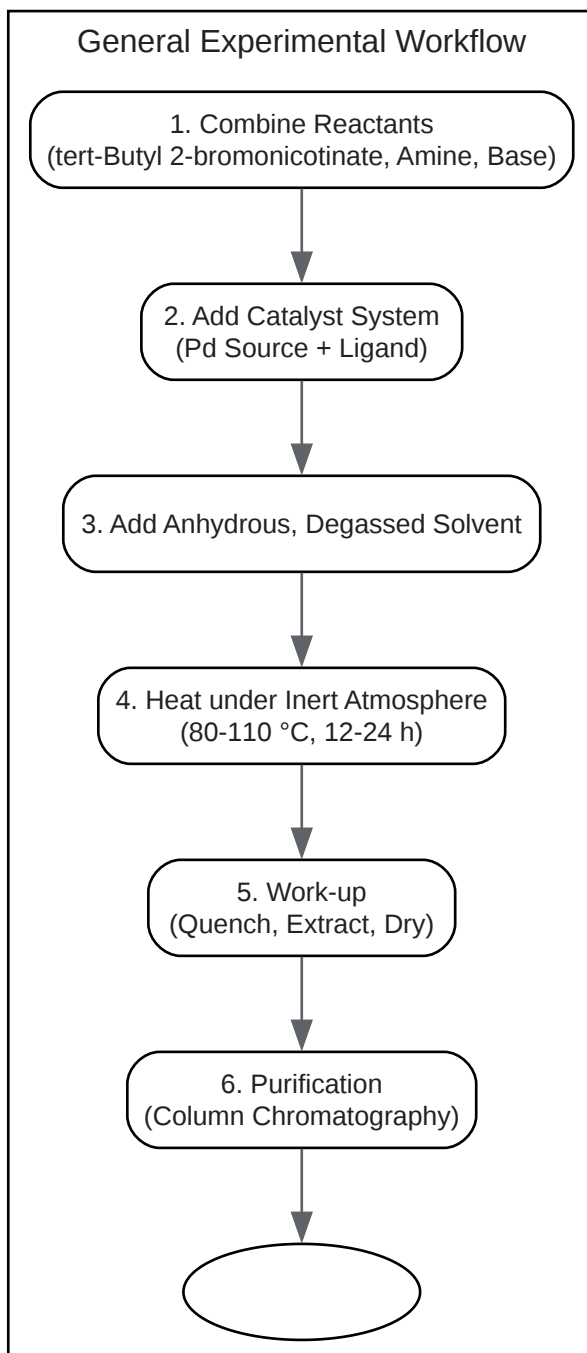 General Experimental Workflow
1. Combine Reactants
(tert-Butyl 2-bromonicotinate, Amine, Base)
2. Add Catalyst System
(Pd Source + Ligand)
3. Add Anhydrous, Degassed Solvent
4. Heat under Inert Atmosphere
(80-110 °C, 12-24 h)
5. Work-up
(Quench, Extract, Dry)
6. Purification
(Column Chromatography)